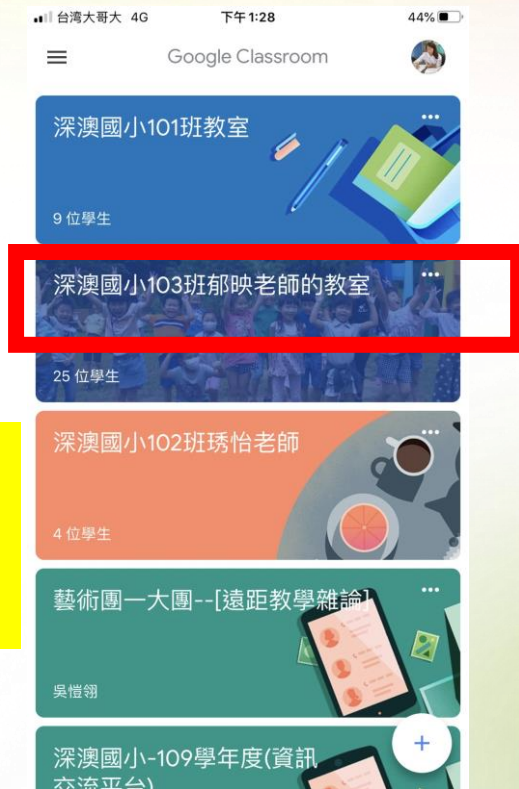 台湾大哥大 4G 下午1:28 44%
Google Classroom
深澳國小101班教室
9 位學生
深澳國小103班郁映老師的教室
25 位學生
深澳國小102班琇怡老師
4 位學生
藝術團一大團--[遠距教學雜論]
吳愷翎
深澳國小-109學年度(資訊
交流平台)